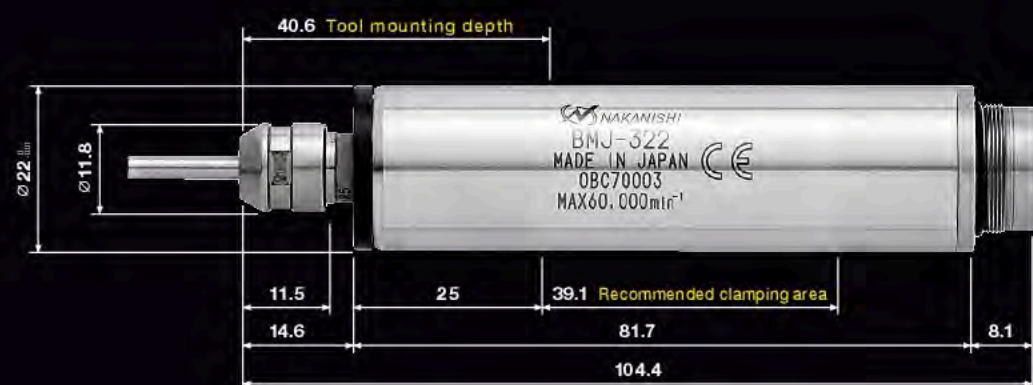 40.6 Tool mounting depth
NAKANISHI
BMJ-322
MADE IN JAPAN CE
OBC70003
MAX60.000min⁻¹
Ø22
Ø11.8
11.5
25
39.1 Recommended clamping area
14.6
81.7
8.1
104.4